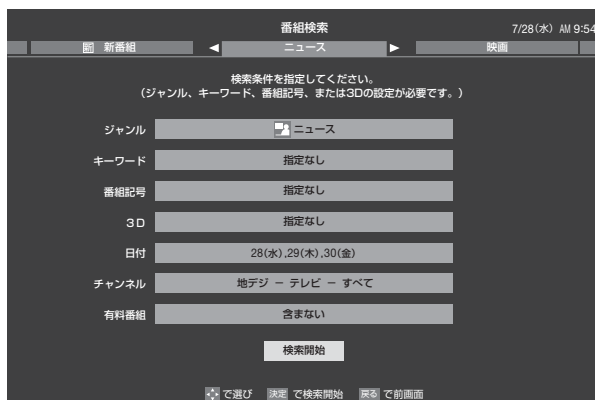 番組検索
7/28(水) AM 9:54
新番組 ◀ ニュース ▶ 映画
検索条件を指定してください。
(ジャンル、キーワード、番組記号、または3Dの設定が必要です。)
ジャンル ニュース
キーワード 指定なし
番組記号 指定なし
3D 指定なし
日付 28(水),29(木),30(金)
チャンネル 地デジ － テレビ － すべて
有料番組 含まない
検索開始
で選び 決定 で検索開始 戻る で前画面